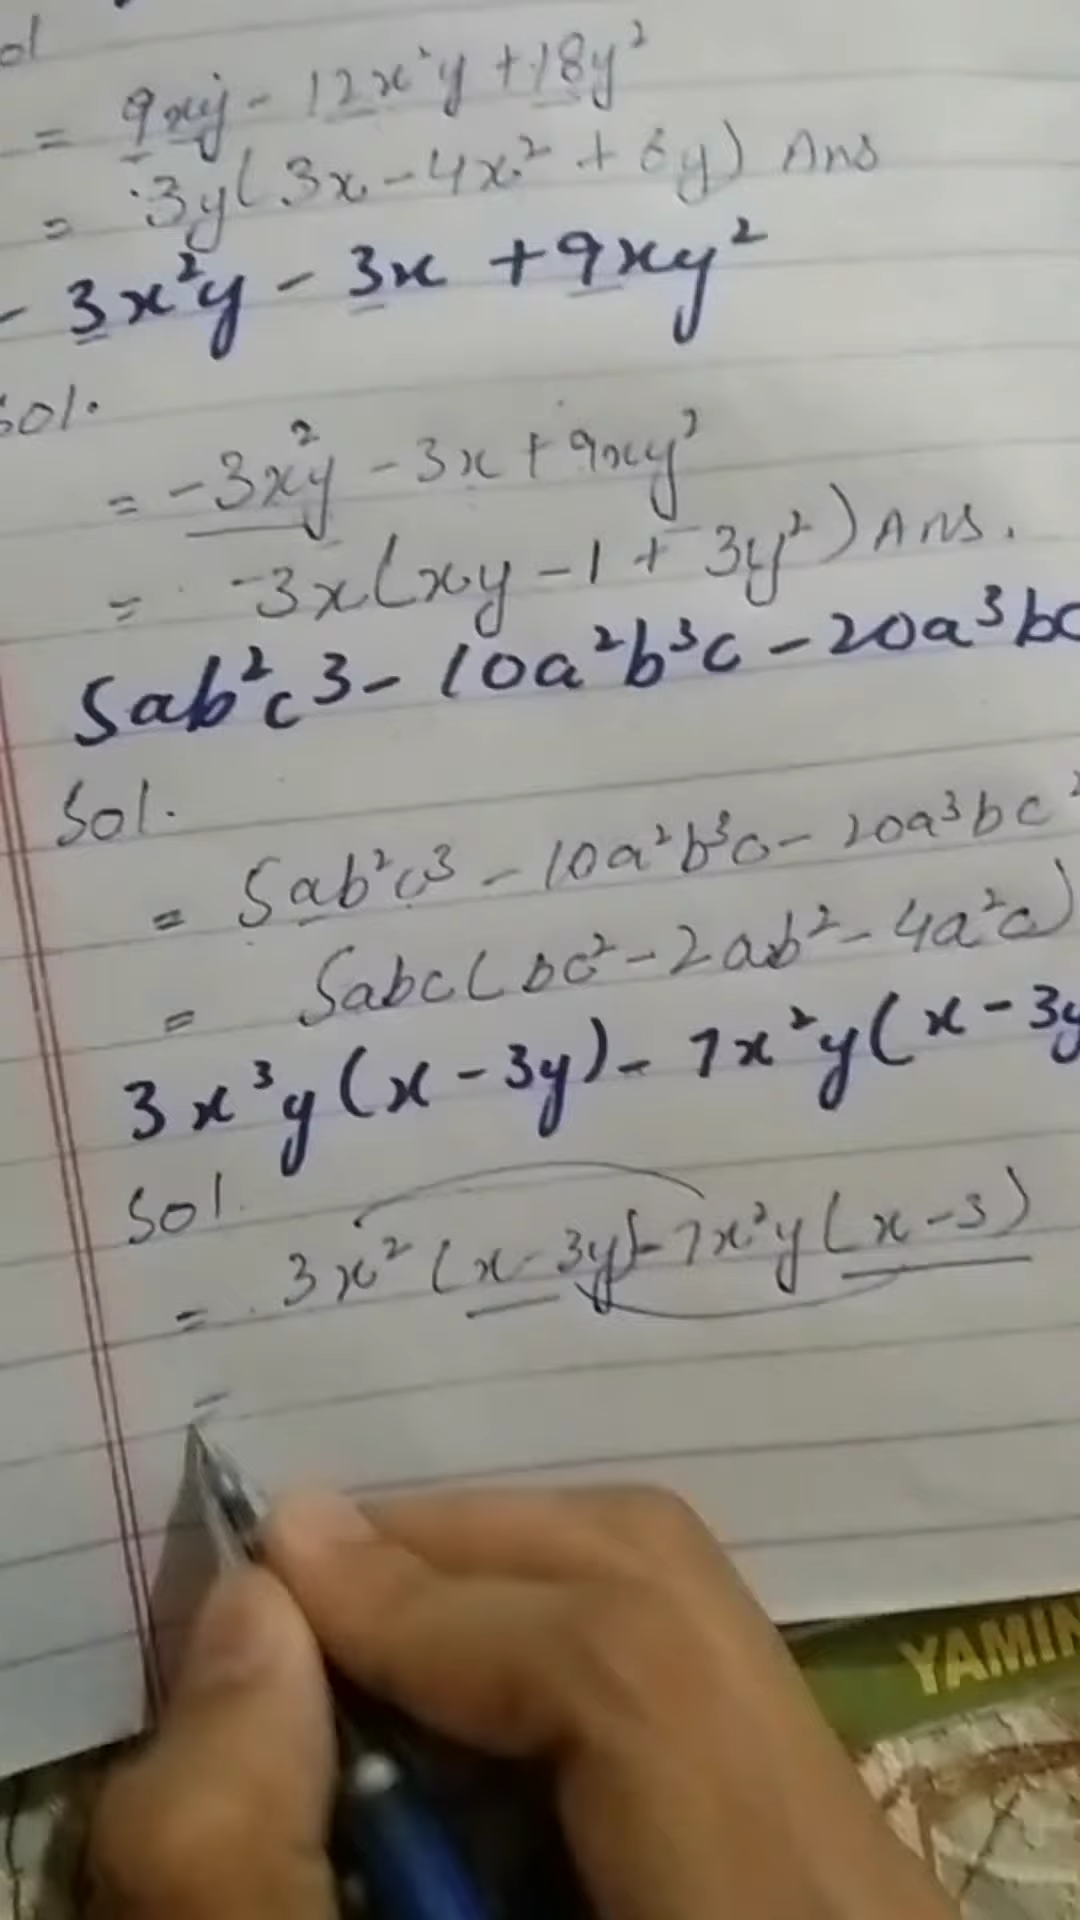 ol
= 9xy - 12x²y + 18y²
= 3y(3x - 4x² + 6y) Ans
- 3x²y - 3x + 9xy²
Sol.
= -3x²y - 3x + 9xy²
= -3x(xy - 1 + 3y²) Ans.
5ab²c³ - 10a²b³c - 20a³bc
Sol.
= 5ab²c³ - 10a²b³c - 20a³bc²
= 5abc(bc² - 2ab² - 4a²c)
3x³y(x - 3y) - 7x²y(x - 3y
Sol.
= 3x²(x - 3y) - 7x²y(x - 3)
=
YAMIN